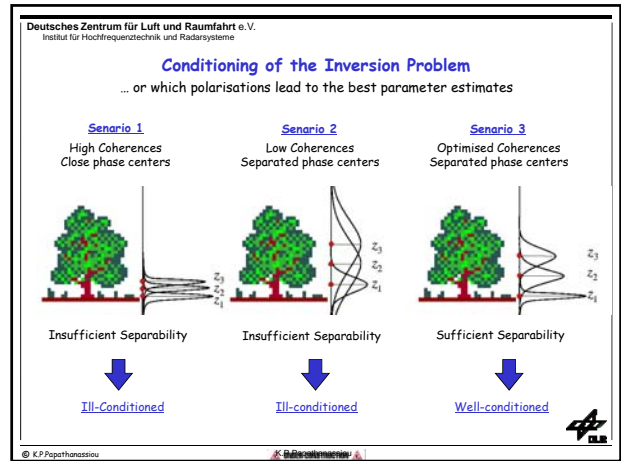 Deutsches Zentrum für Luft und Raumfahrt e.V.
Institut für Hochfrequenztechnik und Radarsysteme
Conditioning of the Inversion Problem
... or which polarisations lead to the best parameter estimates
Senario 1
High Coherences
Close phase centers
z3
z2
z1
Insufficient Separability
Ill-Conditioned
Senario 2
Low Coherences
Separated phase centers
z3
z2
z1
Insufficient Separability
Ill-conditioned
Senario 3
Optimised Coherences
Separated phase centers
z3
z2
z1
Sufficient Separability
Well-conditioned
DLR
© K.P.Papathanassiou
K.P.Papathanassiou